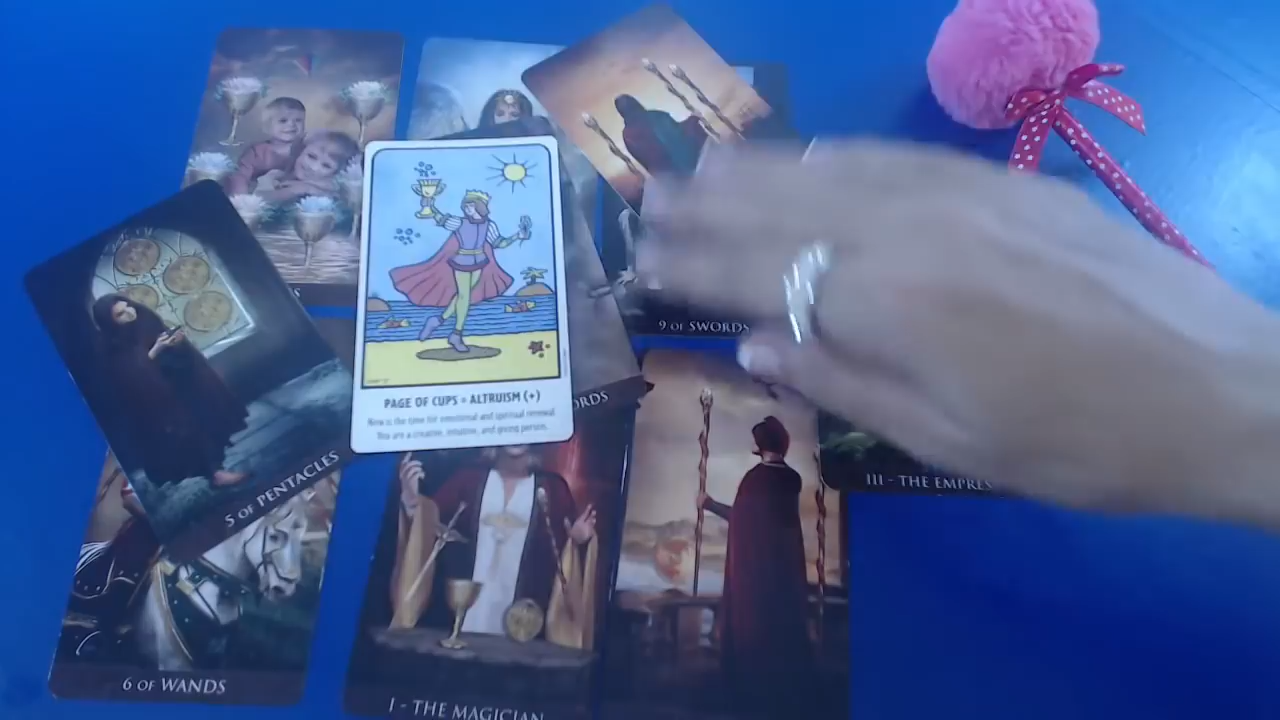 9 OF SWORDS
ORDS
PAGE OF CUPS = ALTRUISM (+)
Now is the time for emotional and spiritual renewal.
You are a creative, intuitive, and giving person.
5 OF PENTACLES
III - THE EMPRES
6 OF WANDS
I - THE MAGICIAN